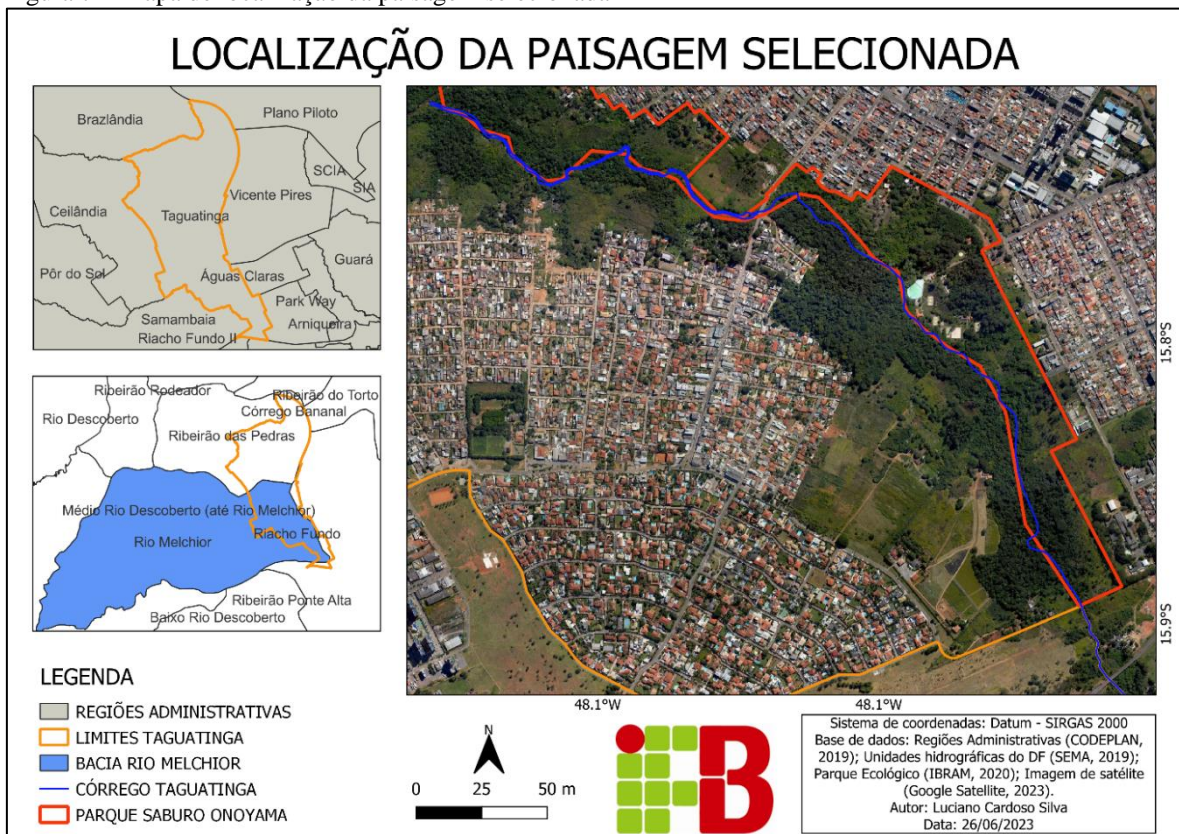 LOCALIZAÇÃO DA PAISAGEM SELECIONADA
Brazlândia
Plano Piloto
SCIA
SIA
Vicente Pires
Ceilândia
Taguatinga
Guará
Pôr do Sol
Águas Claras
Park Way
Samambaia
Arniqueira
Riacho Fundo II
Ribeirão Rodeador
Ribeirão do Torto
Rio Descoberto
Córrego Bananal
Ribeirão das Pedras
Médio Rio Descoberto (até Rio Melchior)
Riacho Fundo
Rio Melchior
Ribeirão Ponte Alta
Baixo Rio Descoberto
15.8°S
15.9°S
48.1°W
48.1°W
LEGENDA
REGIÕES ADMINISTRATIVAS
LIMITES TAGUATINGA
BACIA RIO MELCHIOR
CÓRREGO TAGUATINGA
PARQUE SABURO ONOYAMA
N
0 25 50 m
B
Sistema de coordenadas: Datum - SIRGAS 2000
Base de dados: Regiões Administrativas (CODEPLAN,
2019); Unidades hidrográficas do DF (SEMA, 2019);
Parque Ecológico (IBRAM, 2020); Imagem de satélite
(Google Satellite, 2023).
Autor: Luciano Cardoso Silva
Data: 26/06/2023